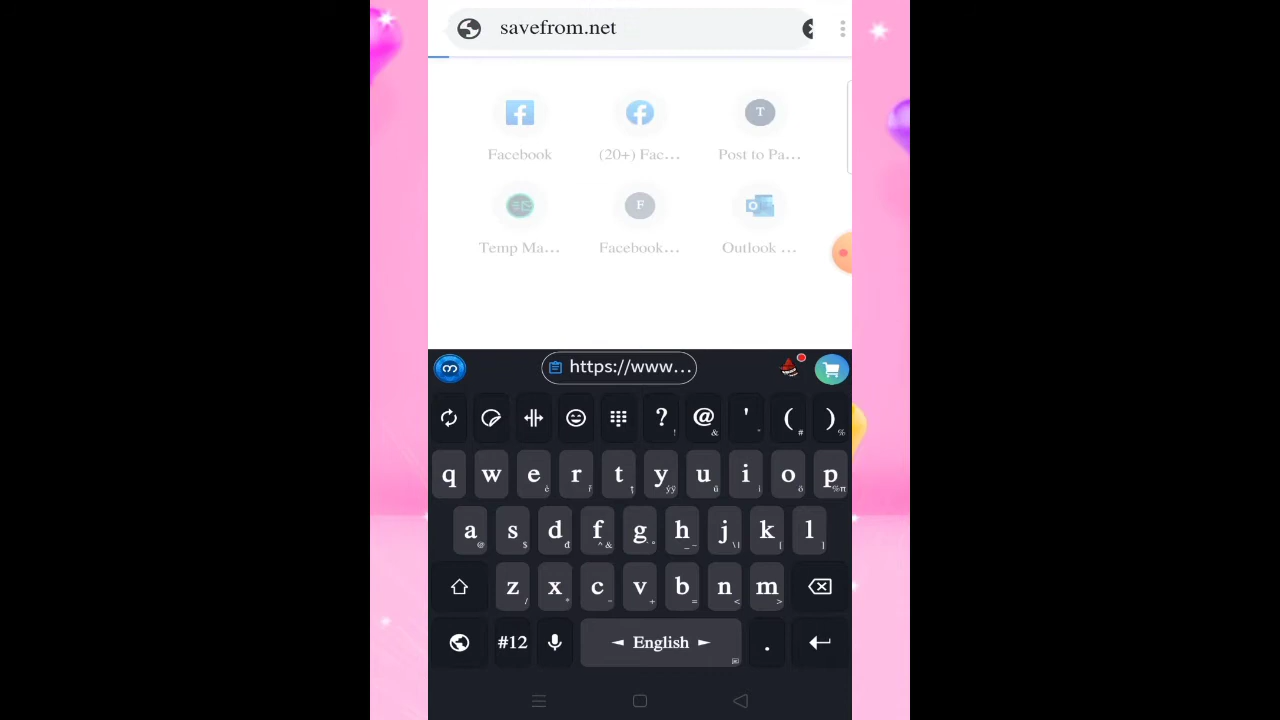 savefrom.net
T
Facebook
(20+) Fac...
Post to Pa...
F
Temp Ma...
Facebook...
Outlook ...
https://www...
? ! @ & ' ( # ) %
q w e r t y u i o p
a s d f g h j k l
z x c v b n m
#12 ◄ English ► .